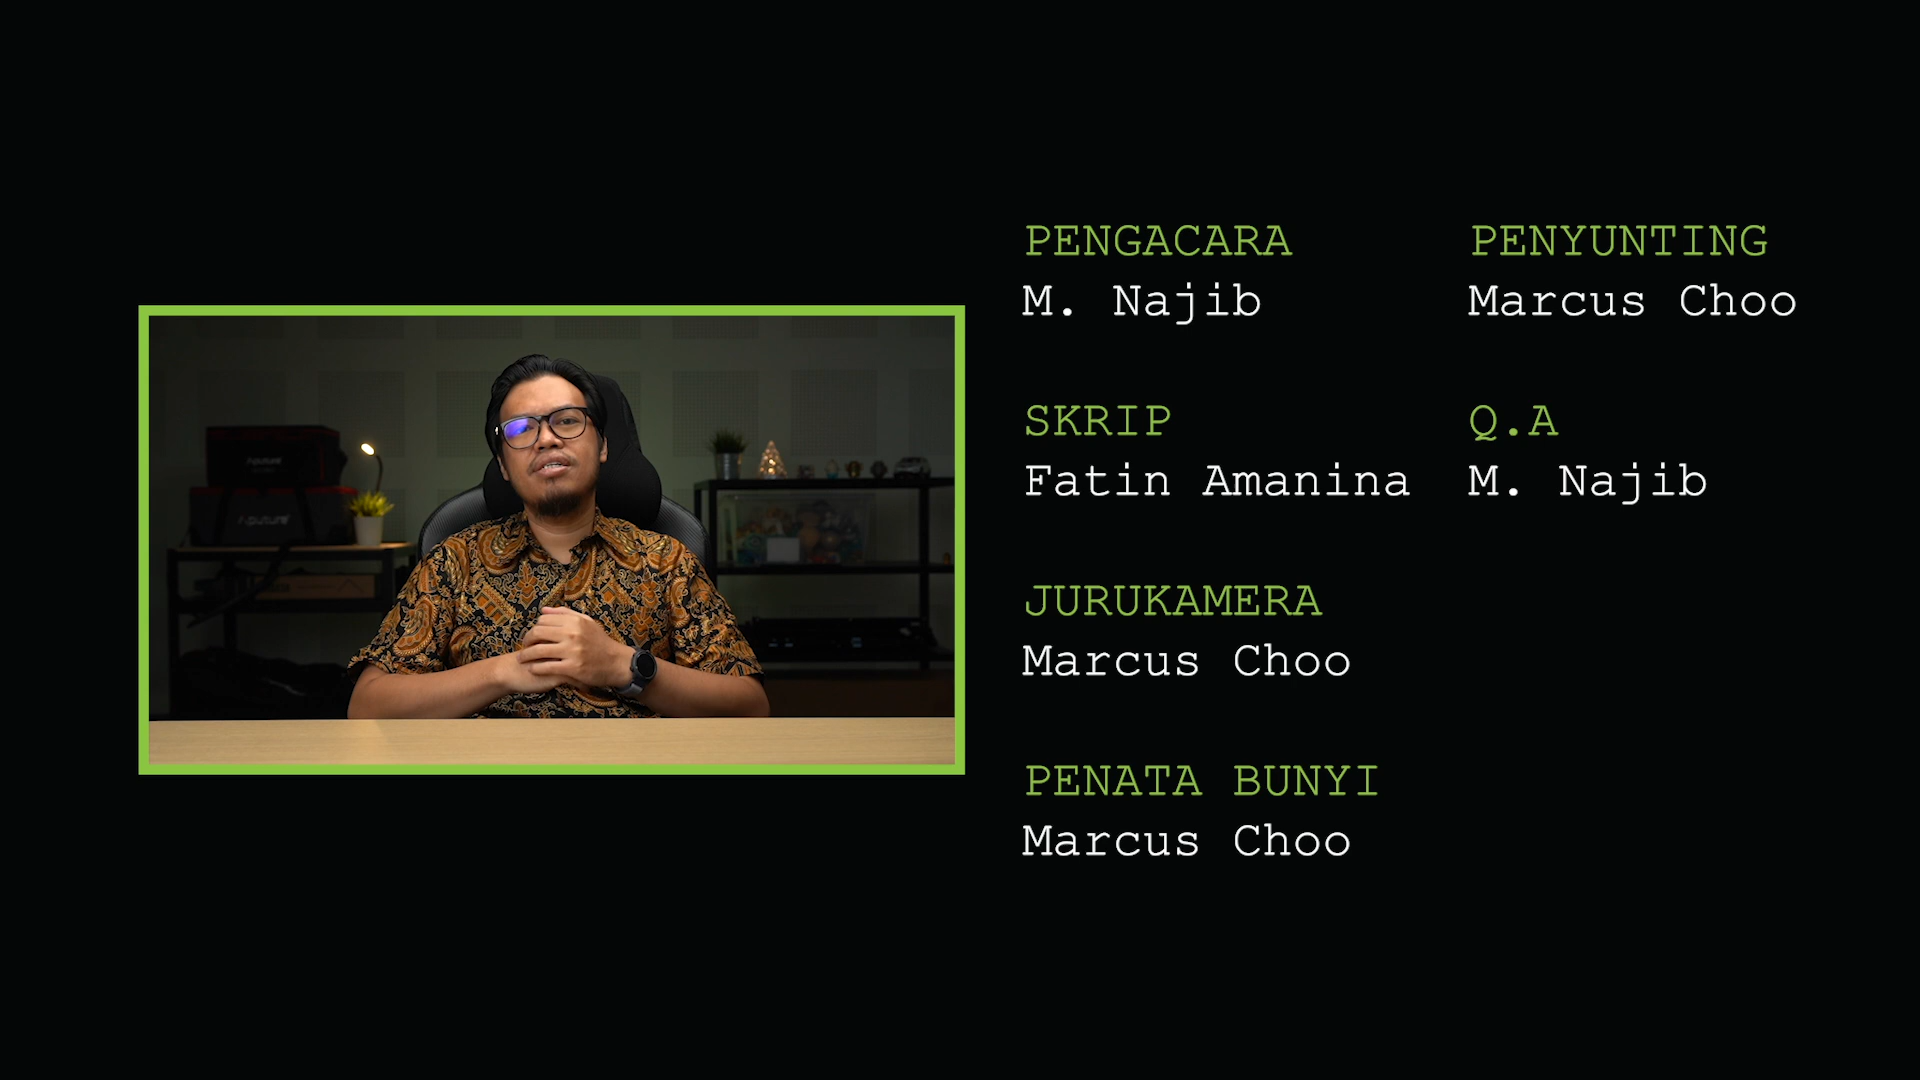 PENGACARA
M. Najib
SKRIP
Fatin Amanina
JURUKAMERA
Marcus Choo
PENATA BUNYI
Marcus Choo
PENYUNTING
Marcus Choo
Q.A
M. Najib